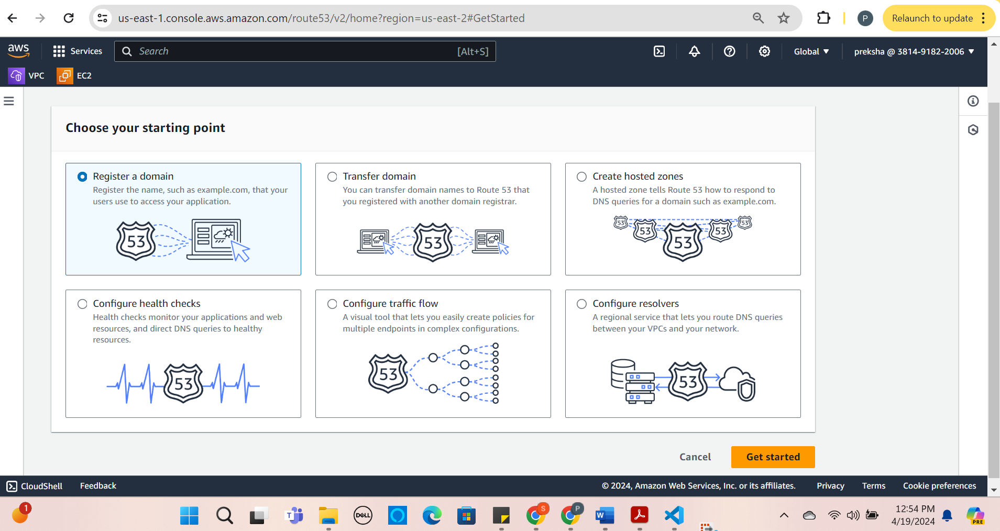 us-east-1.console.aws.amazon.com/route53/v2/home?region=us-east-2#GetStarted
P
Relaunch to update
aws
Services
Search
[Alt+S]
Global
preksha @ 3814-9182-2006
VPC
EC2
Choose your starting point
Register a domain
Register the name, such as example.com, that your
users use to access your application.
53
Transfer domain
You can transfer domain names to Route 53 that
you registered with another domain registrar.
53
Create hosted zones
A hosted zone tells Route 53 how to respond to
DNS queries for a domain such as example.com.
53
53
53
53
53
Configure health checks
Health checks monitor your applications and web
resources, and direct DNS queries to healthy
resources.
53
Configure traffic flow
A visual tool that lets you easily create policies for
multiple endpoints in complex configurations.
53
Configure resolvers
A regional service that lets you route DNS queries
between your VPCs and your network.
53
Cancel
Get started
CloudShell
Feedback
© 2024, Amazon Web Services, Inc. or its affiliates.
Privacy
Terms
Cookie preferences
1
T
DELL
S
P
W
12:54 PM
4/19/2024
PRE